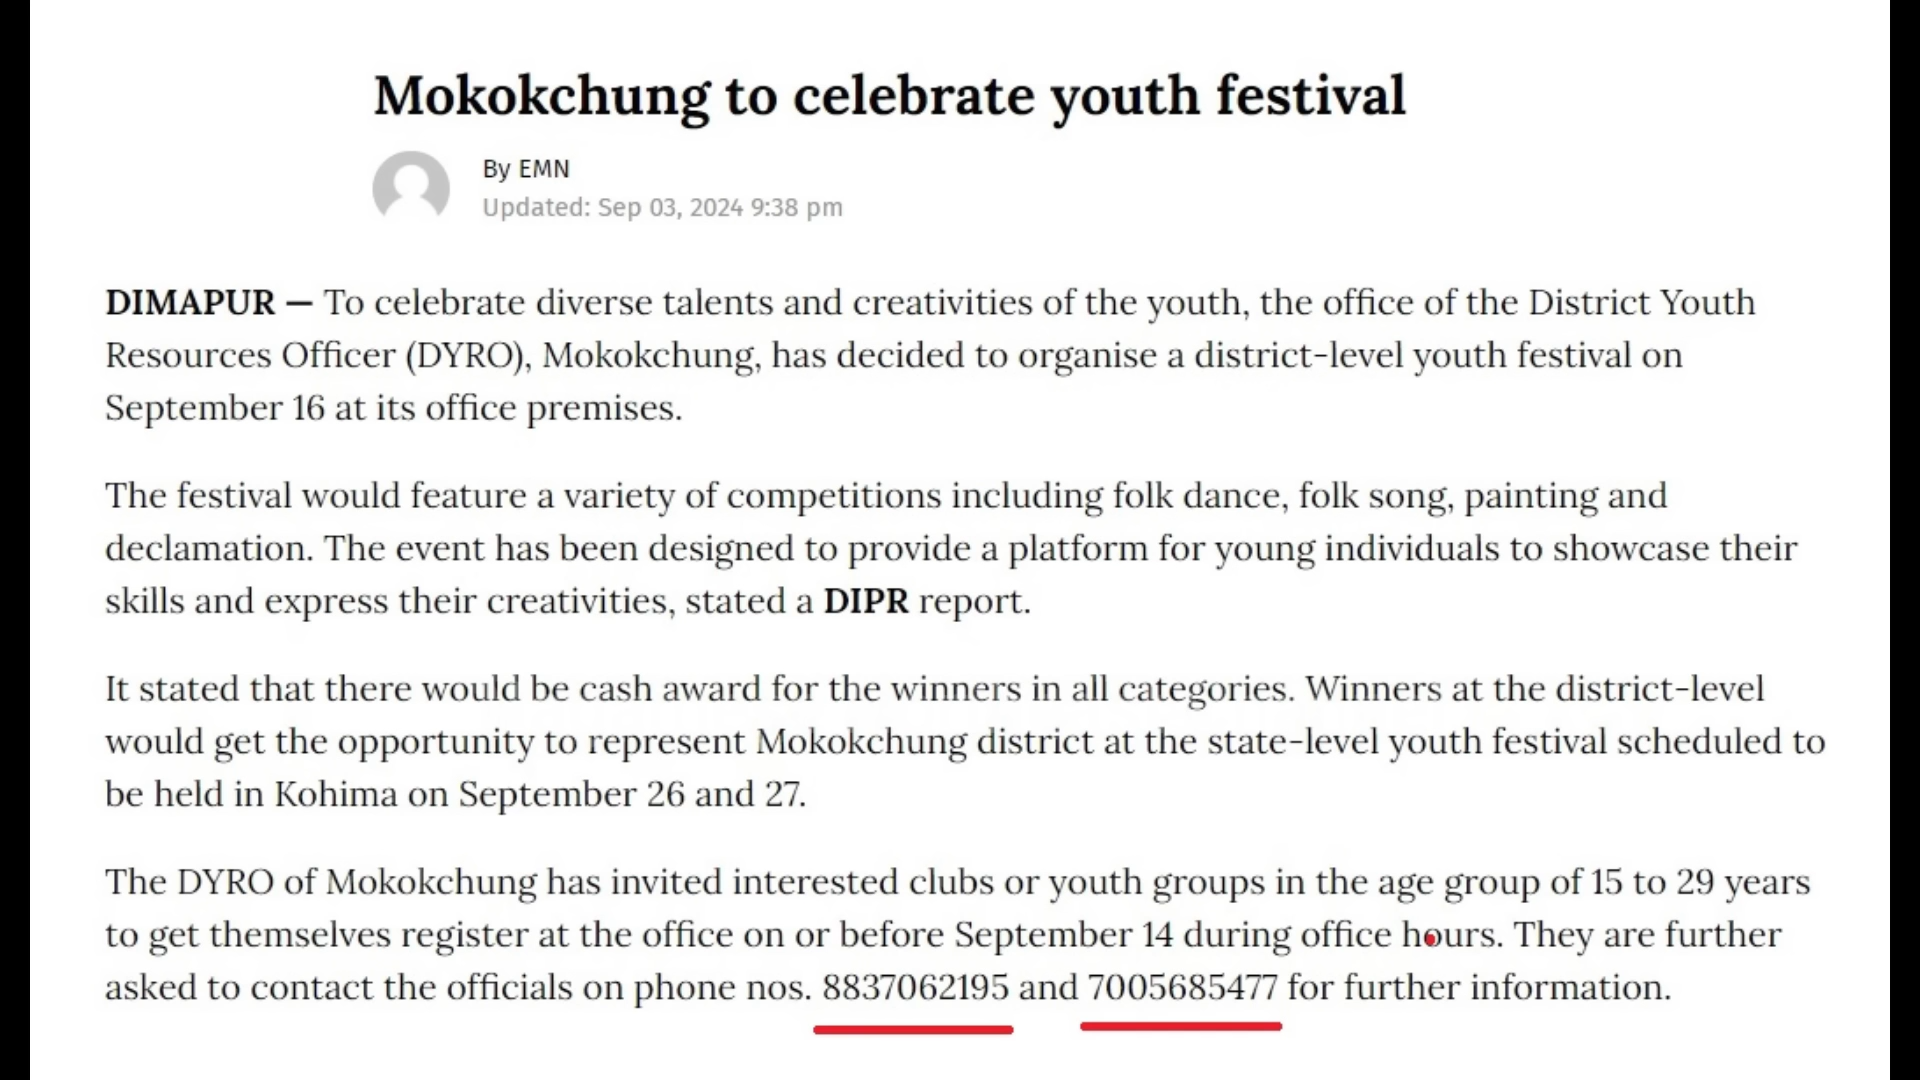 Mokokchung to celebrate youth festival
By EMN
Updated: Sep 03, 2024 9:38 pm
DIMAPUR — To celebrate diverse talents and creativities of the youth, the office of the District Youth
Resources Officer (DYRO), Mokokchung, has decided to organise a district-level youth festival on
September 16 at its office premises.
The festival would feature a variety of competitions including folk dance, folk song, painting and
declamation. The event has been designed to provide a platform for young individuals to showcase their
skills and express their creativities, stated a DIPR report.
It stated that there would be cash award for the winners in all categories. Winners at the district-level
would get the opportunity to represent Mokokchung district at the state-level youth festival scheduled to
be held in Kohima on September 26 and 27.
The DYRO of Mokokchung has invited interested clubs or youth groups in the age group of 15 to 29 years
to get themselves register at the office on or before September 14 during office hours. They are further
asked to contact the officials on phone nos. 8837062195 and 7005685477 for further information.